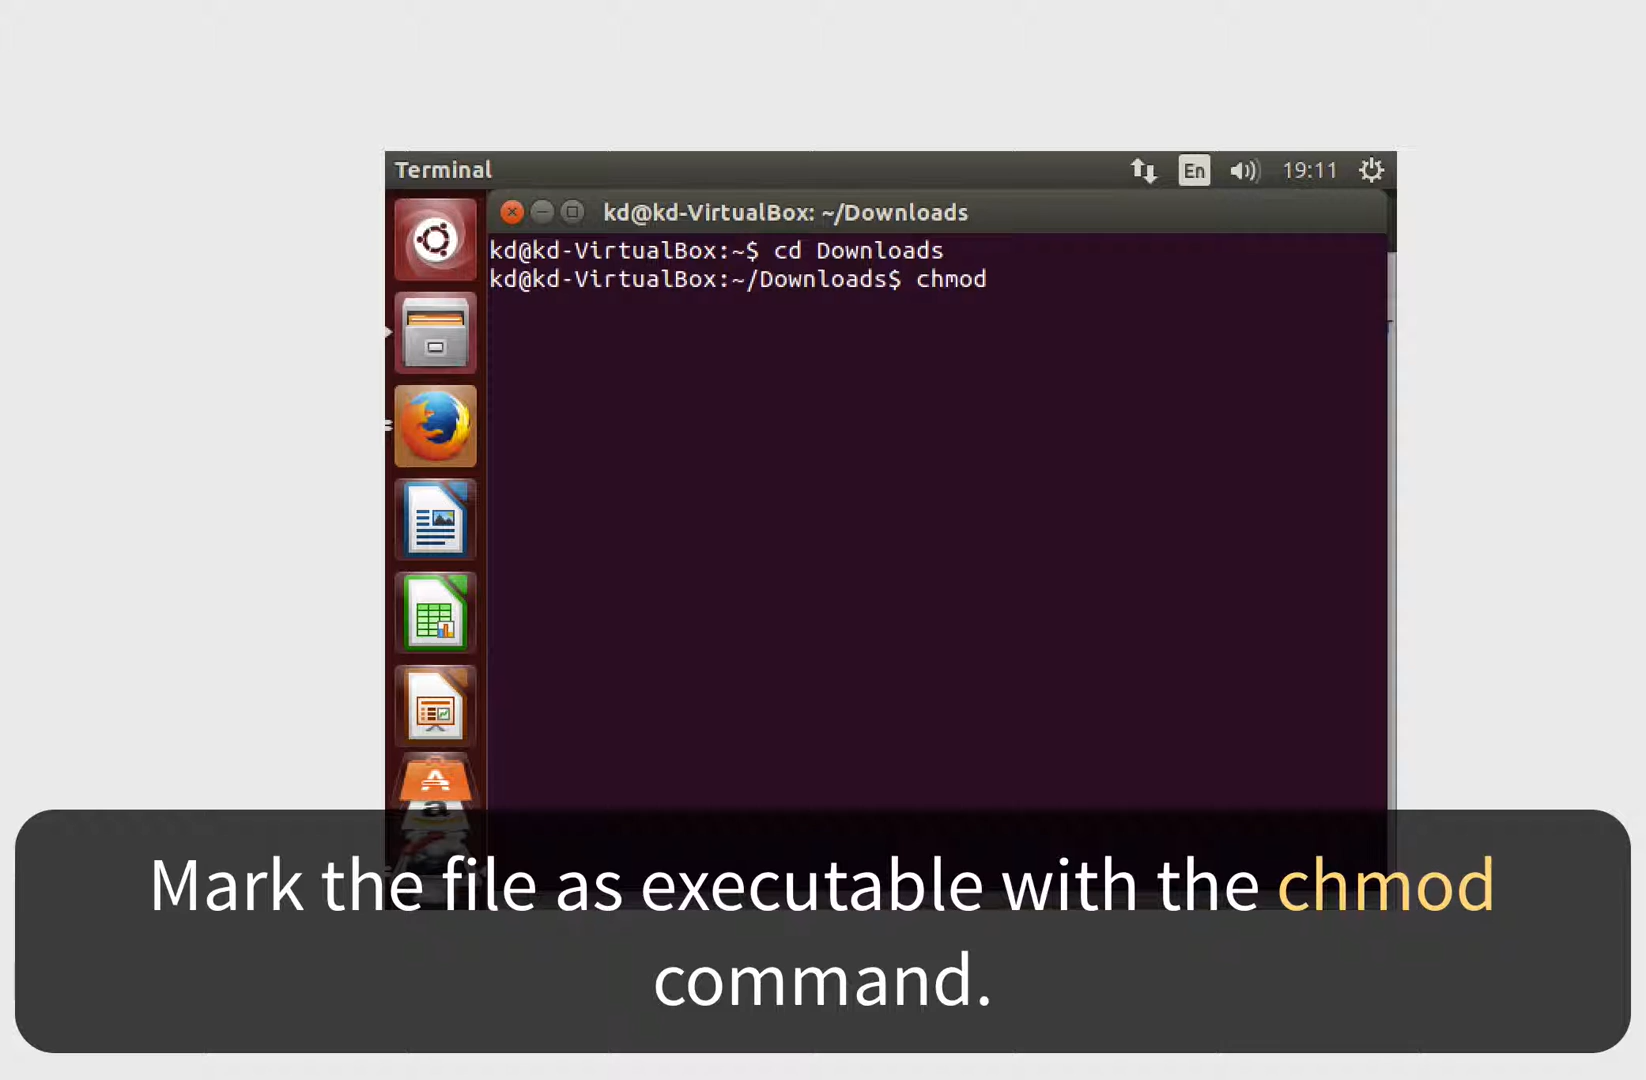 Terminal
En
19:11
kd@kd-VirtualBox: ~/Downloads
kd@kd-VirtualBox:~$ cd Downloads
kd@kd-VirtualBox:~/Downloads$ chmod
Mark the file as executable with the chmod
command.